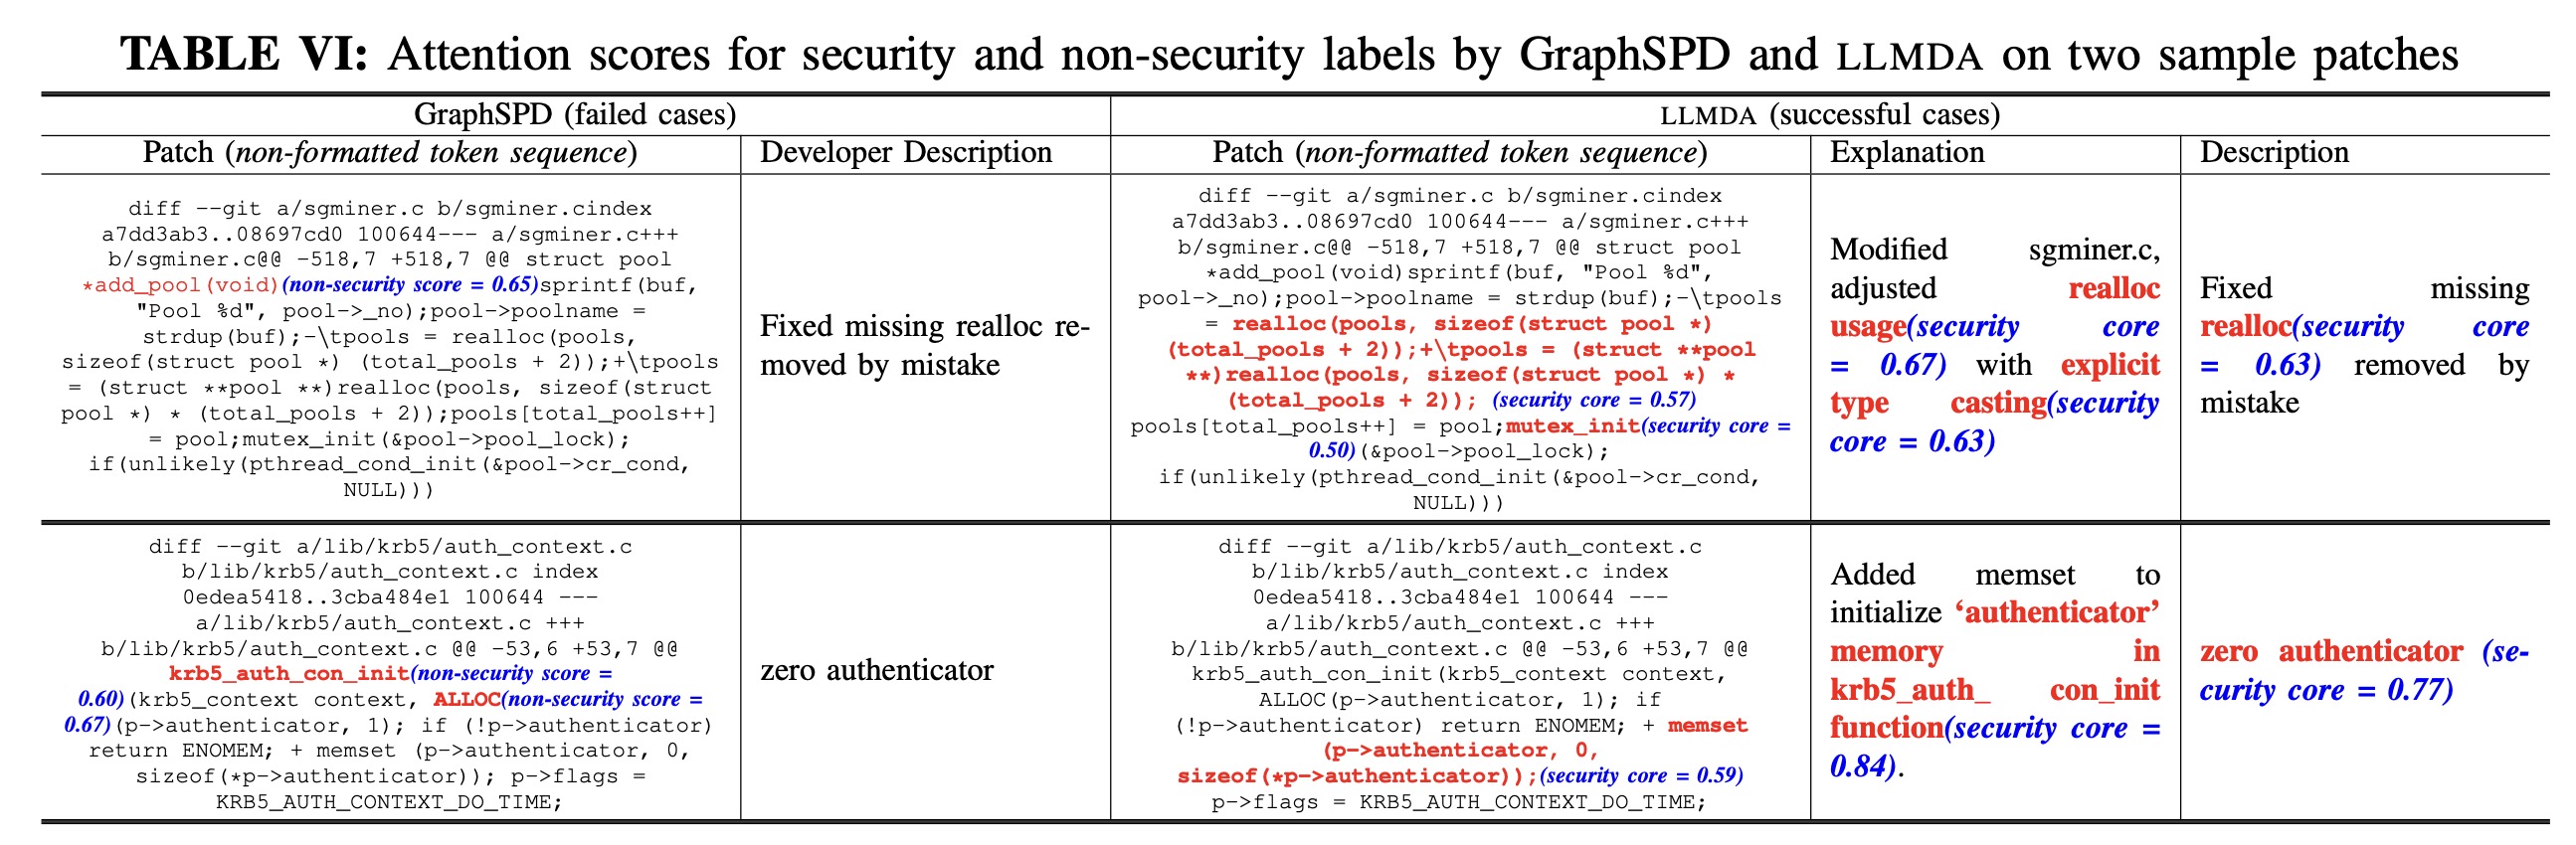 TABLE VI: Attention scores for security and non-security labels by GraphSPD and LLMDA on two sample patches
GraphSPD (failed cases)
LLMDA (successful cases)
Patch (non-formatted token sequence)
Developer Description
Patch (non-formatted token sequence)
Explanation
Description
diff --git a/sgminer.c b/sgminer.cindex
a7dd3ab3..08697cd0 100644--- a/sgminer.c+++
b/sgminer.c@@ -518,7 +518,7 @@ struct pool
*add_pool(void)(non-security score = 0.65)sprintf(buf,
"Pool %d", pool->_no);pool->poolname =
strdup(buf);-\tpools = realloc(pools,
sizeof(struct pool *) (total_pools + 2));+\tpools
= (struct **pool **)realloc(pools, sizeof(struct
pool *) * (total_pools + 2));pools[total_pools++]
= pool;mutex_init(&pool->pool_lock);
if(unlikely(pthread_cond_init(&pool->cr_cond,
NULL)))
Fixed missing realloc re-
moved by mistake
diff --git a/sgminer.c b/sgminer.cindex
a7dd3ab3..08697cd0 100644--- a/sgminer.c+++
b/sgminer.c@@ -518,7 +518,7 @@ struct pool
*add_pool(void)sprintf(buf, "Pool %d",
pool->_no);pool->poolname = strdup(buf);-\tpools
= realloc(pools, sizeof(struct pool *)
(total_pools + 2));+\tpools = (struct **pool
**)realloc(pools, sizeof(struct pool *) *
(total_pools + 2)); (security core = 0.57)
pools[total_pools++] = pool;mutex_init(security core =
0.50)(&pool->pool_lock);
if(unlikely(pthread_cond_init(&pool->cr_cond,
NULL)))
Modified sgminer.c,
adjusted realloc
usage(security core
= 0.67) with explicit
type casting(security
core = 0.63)
Fixed missing
realloc(security core
= 0.63) removed by
mistake
diff --git a/lib/krb5/auth_context.c
b/lib/krb5/auth_context.c index
0edea5418..3cba484e1 100644 ---
a/lib/krb5/auth_context.c +++
b/lib/krb5/auth_context.c @@ -53,6 +53,7 @@
krb5_auth_con_init(non-security score =
0.60)(krb5_context context, ALLOC(non-security score =
0.67)(p->authenticator, 1); if (!p->authenticator)
return ENOMEM; + memset (p->authenticator, 0,
sizeof(*p->authenticator)); p->flags =
KRB5_AUTH_CONTEXT_DO_TIME;
zero authenticator
diff --git a/lib/krb5/auth_context.c
b/lib/krb5/auth_context.c index
0edea5418..3cba484e1 100644 ---
a/lib/krb5/auth_context.c +++
b/lib/krb5/auth_context.c @@ -53,6 +53,7 @@
krb5_auth_con_init(krb5_context context,
ALLOC(p->authenticator, 1); if
(!p->authenticator) return ENOMEM; + memset
(p->authenticator, 0,
sizeof(*p->authenticator));(security core = 0.59)
p->flags = KRB5_AUTH_CONTEXT_DO_TIME;
Added memset to
initialize ‘authenticator’
memory in
krb5_auth_ con_init
function(security core =
0.84).
zero authenticator (se-
curity core = 0.77)